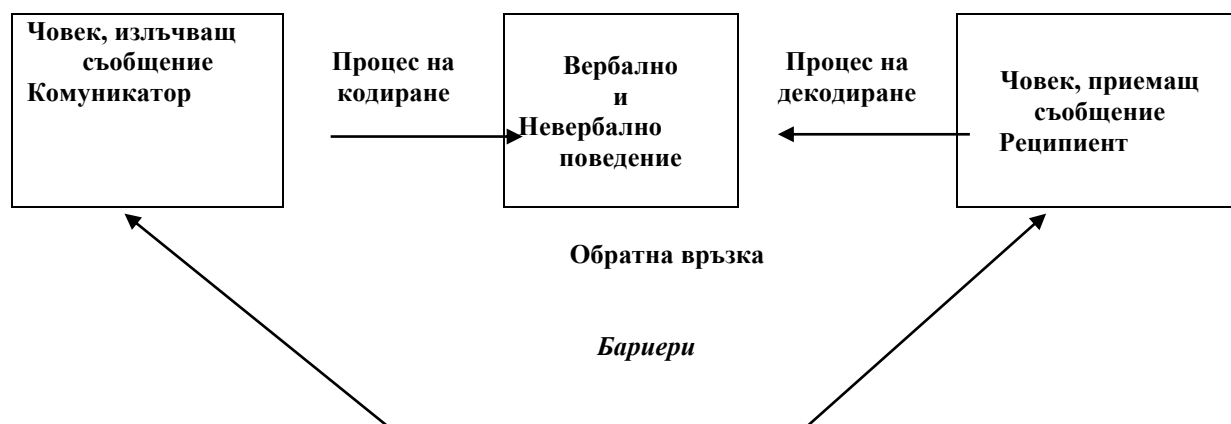 Човек, излъчващ
съобщение
Комуникатор
Процес на
кодиране
Вербално
и
Невербално
поведение
Процес на
декодиране
Човек, приемащ
съобщение
Реципиент
Обратна връзка
Бариери